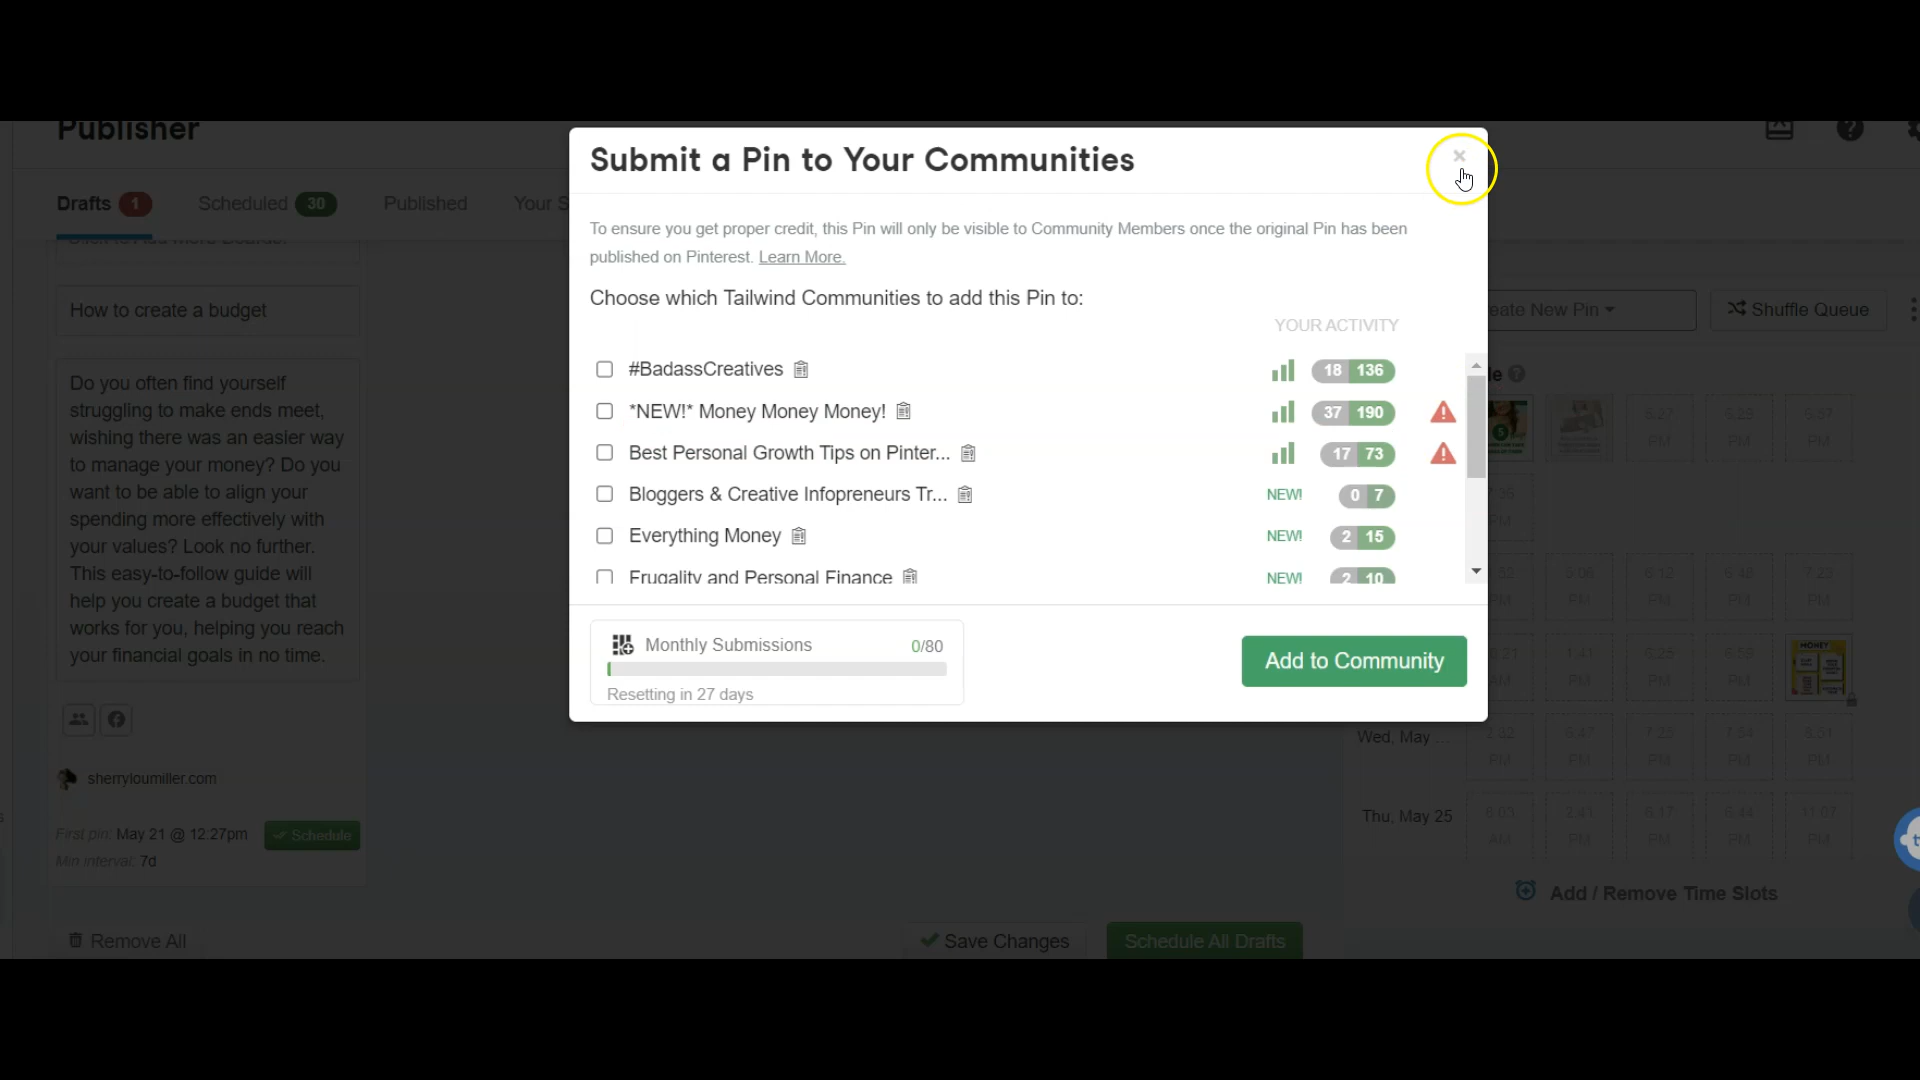 Publisher
Drafts 1
Scheduled 30
Published
Your S
How to create a budget
Do you often find yourself
struggling to make ends meet,
wishing there was an easier way
to manage your money? Do you
want to be able to align your
spending more effectively with
your values? Look no further.
This easy-to-follow guide will
help you create a budget that
works for you, helping you reach
your financial goals in no time.
sherryloumiller.com
First pin: May 21 @ 12:27pm
Schedule
Min interval: 7d
Remove All
Save Changes
Schedule All Drafts
Submit a Pin to Your Communities
×
To ensure you get proper credit, this Pin will only be visible to Community Members once the original Pin has been
published on Pinterest. Learn More.
Choose which Tailwind Communities to add this Pin to:
YOUR ACTIVITY
#BadassCreatives 18 136
*NEW!* Money Money Money! 37 190
Best Personal Growth Tips on Pinter... 17 73
Bloggers & Creative Infopreneurs Tr... NEW! 0 7
Everything Money NEW! 2 15
Frugality and Personal Finance NEW! 2 10
Monthly Submissions 0/80
Resetting in 27 days
Add to Community
eate New Pin
Shuffle Queue
le
Wed, May ...
Thu, May 25
Add / Remove Time Slots